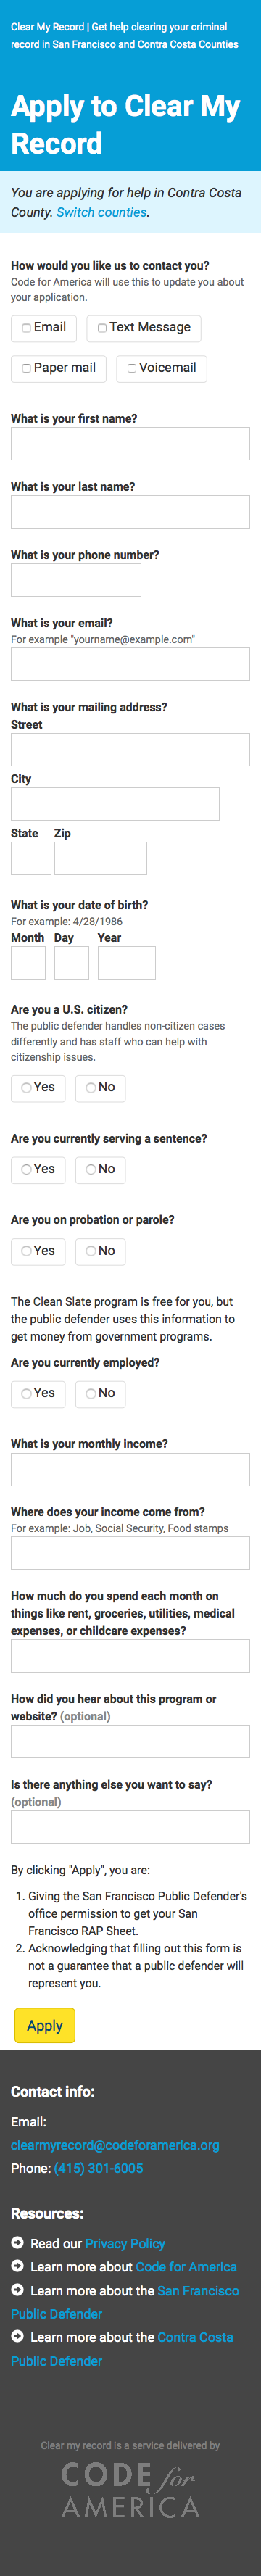 Clear My Record | Get help clearing your criminal
record in San Francisco and Contra Costa Counties
Apply to Clear My
Record
You are applying for help in Contra Costa
County. Switch counties.
How would you like us to contact you?
Code for America will use this to update you about
your application.
Email
Text Message
Paper mail
Voicemail
What is your first name?
What is your last name?
What is your phone number?
What is your email?
For example "yourname@example.com"
What is your mailing address?
Street
City
State Zip
What is your date of birth?
For example: 4/28/1986
Month Day Year
Are you a U.S. citizen?
The public defender handles non-citizen cases
differently and has staff who can help with
citizenship issues.
Yes No
Are you currently serving a sentence?
Yes No
Are you on probation or parole?
Yes No
The Clean Slate program is free for you, but
the public defender uses this information to
get money from government programs.
Are you currently employed?
Yes No
What is your monthly income?
Where does your income come from?
For example: Job, Social Security, Food stamps
How much do you spend each month on
things like rent, groceries, utilities, medical
expenses, or childcare expenses?
How did you hear about this program or
website? (optional)
Is there anything else you want to say?
(optional)
By clicking "Apply", you are:
1. Giving the San Francisco Public Defender's
office permission to get your San
Francisco RAP Sheet.
2. Acknowledging that filling out this form is
not a guarantee that a public defender will
represent you.
Apply
Contact info:
Email:
clearmyrecord@codeforamerica.org
Phone: (415) 301-6005
Resources:
Read our Privacy Policy
Learn more about Code for America
Learn more about the San Francisco
Public Defender
Learn more about the Contra Costa
Public Defender
Clear my record is a service delivered by
CODE for
AMERICA